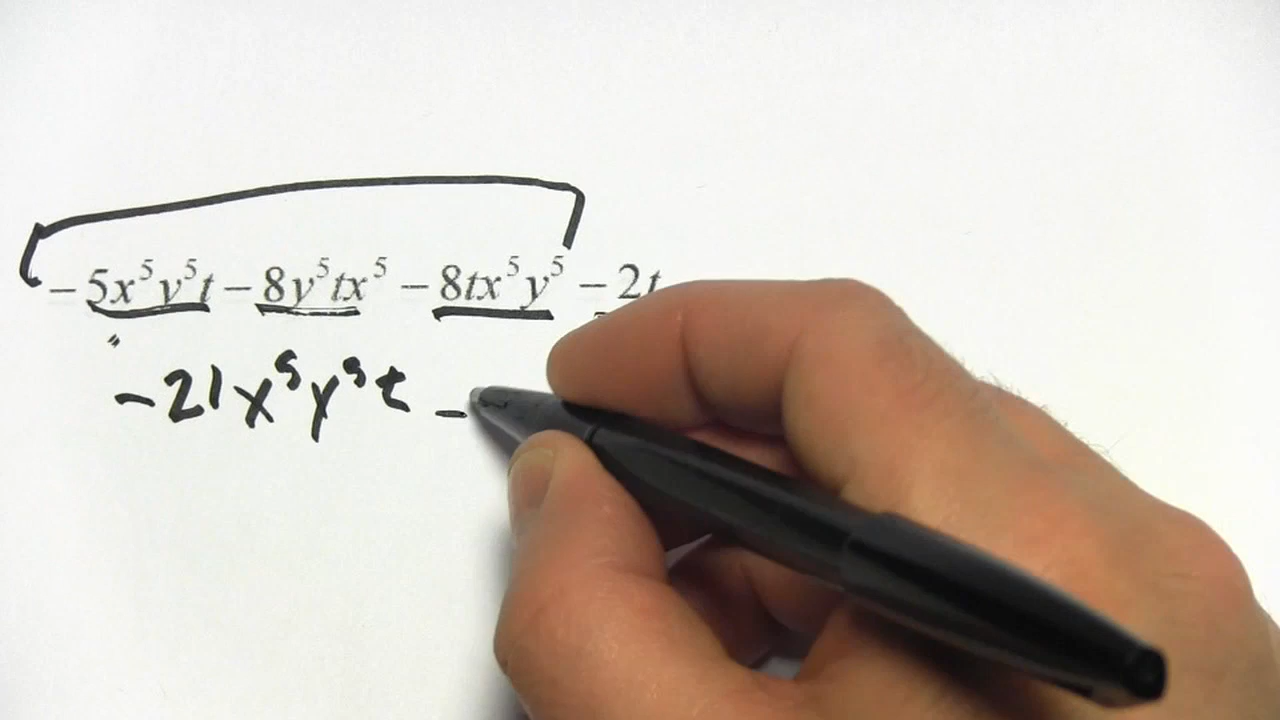 -5x⁵y⁵t - 8y⁵tx⁵ - 8tx⁵y⁵ - 2t
-21x⁵y⁵t -